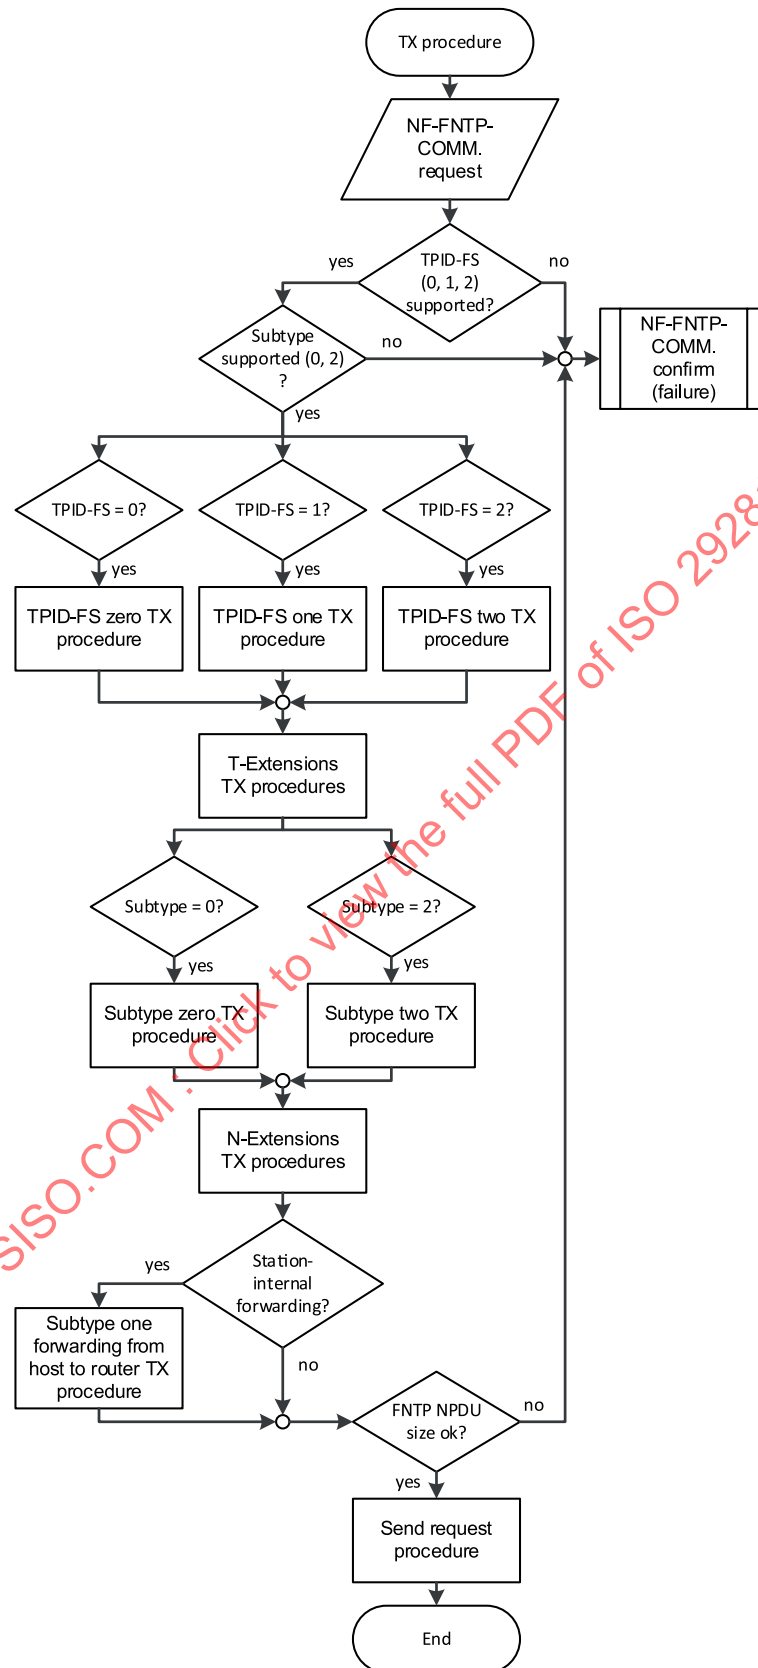 TX procedure
NF-FNTP-
COMM.
request
TPID-FS
(0, 1, 2)
supported?
yes
no
Subtype
supported (0, 2)
?
no
yes
NF-FNTP-
COMM.
confirm
(failure)
TPID-FS = 0?
TPID-FS = 1?
TPID-FS = 2?
yes
yes
yes
TPID-FS zero TX
procedure
TPID-FS one TX
procedure
TPID-FS two TX
procedure
T-Extensions
TX procedures
Subtype = 0?
Subtype = 2?
yes
yes
Subtype zero TX
procedure
Subtype two TX
procedure
N-Extensions
TX procedures
Station-
internal
forwarding?
yes
no
Subtype one
forwarding from
host to router TX
procedure
FNTP NPDU
size ok?
no
yes
Send request
procedure
End
SISO.COM : Click to view the full PDF of ISO 2928